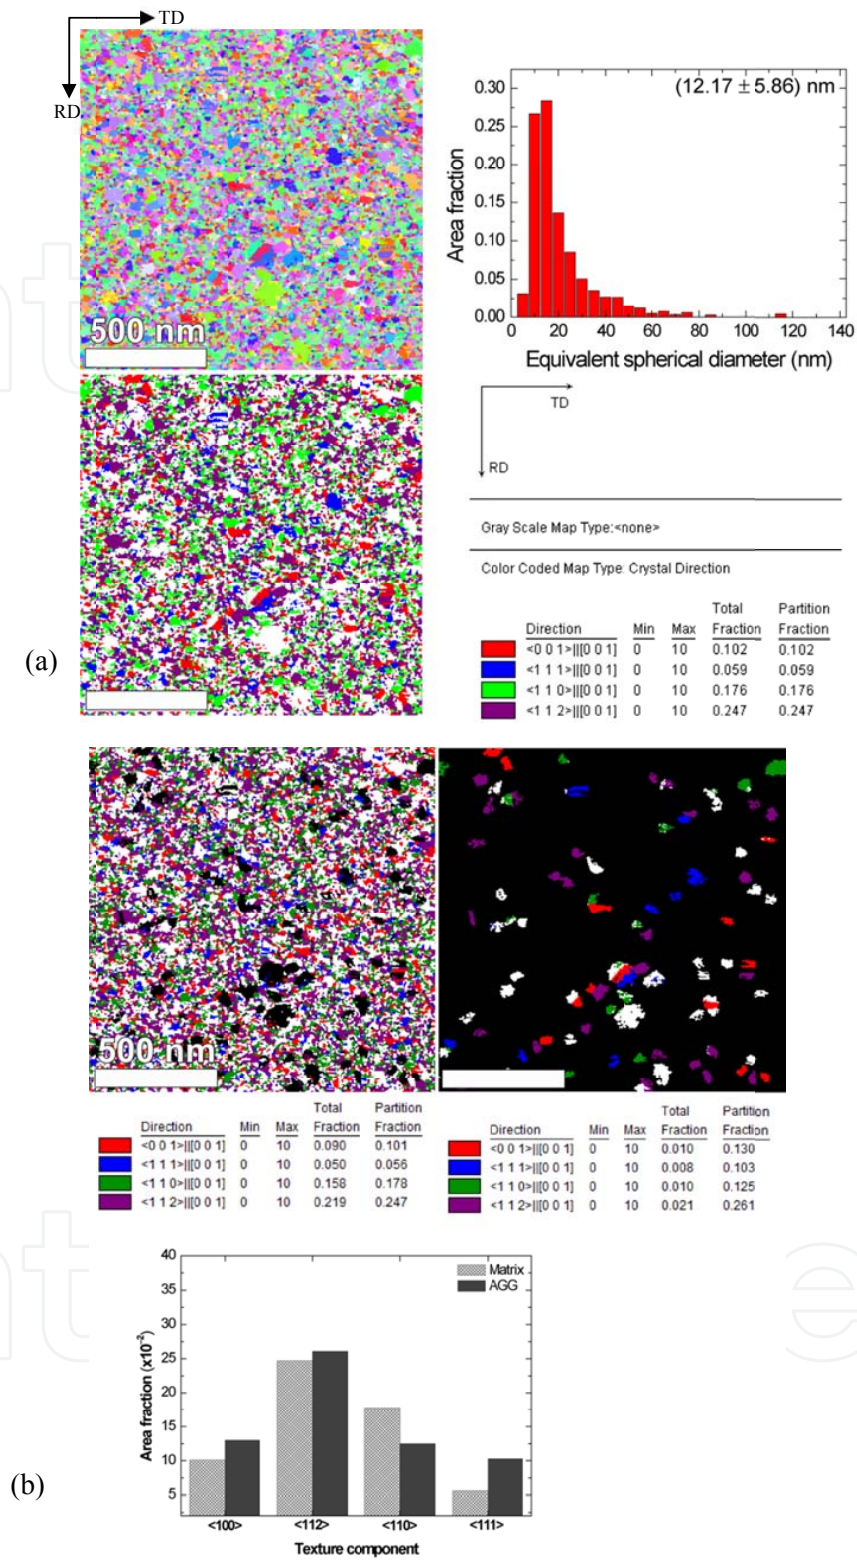 TD
RD
500 nm
(12.17 ± 5.86) nm
Area fraction
0.30
0.25
0.20
0.15
0.10
0.05
0.00
0 20 40 60 80 100 120 140
Equivalent spherical diameter (nm)
TD
RD
Gray Scale Map Type:<none>
Color Coded Map Type: Crystal Direction
Total Partition
Direction Min Max Fraction Fraction
<0 0 1>||[0 0 1] 0 10 0.102 0.102
<1 1 1>||[0 0 1] 0 10 0.059 0.059
<1 1 0>||[0 0 1] 0 10 0.176 0.176
<1 1 2>||[0 0 1] 0 10 0.247 0.247
(a)
500 nm
Total Partition
Direction Min Max Fraction Fraction
<0 0 1>||[0 0 1] 0 10 0.090 0.101
<1 1 1>||[0 0 1] 0 10 0.050 0.056
<1 1 0>||[0 0 1] 0 10 0.158 0.178
<1 1 2>||[0 0 1] 0 10 0.219 0.247
Total Partition
Direction Min Max Fraction Fraction
<0 0 1>||[0 0 1] 0 10 0.010 0.130
<1 1 1>||[0 0 1] 0 10 0.008 0.103
<1 1 0>||[0 0 1] 0 10 0.010 0.125
<1 1 2>||[0 0 1] 0 10 0.021 0.261
Matrix
AGG
Area fraction (x10⁻²)
40
35
30
25
20
15
10
5
<100> <112> <110> <111>
Texture component
(b)